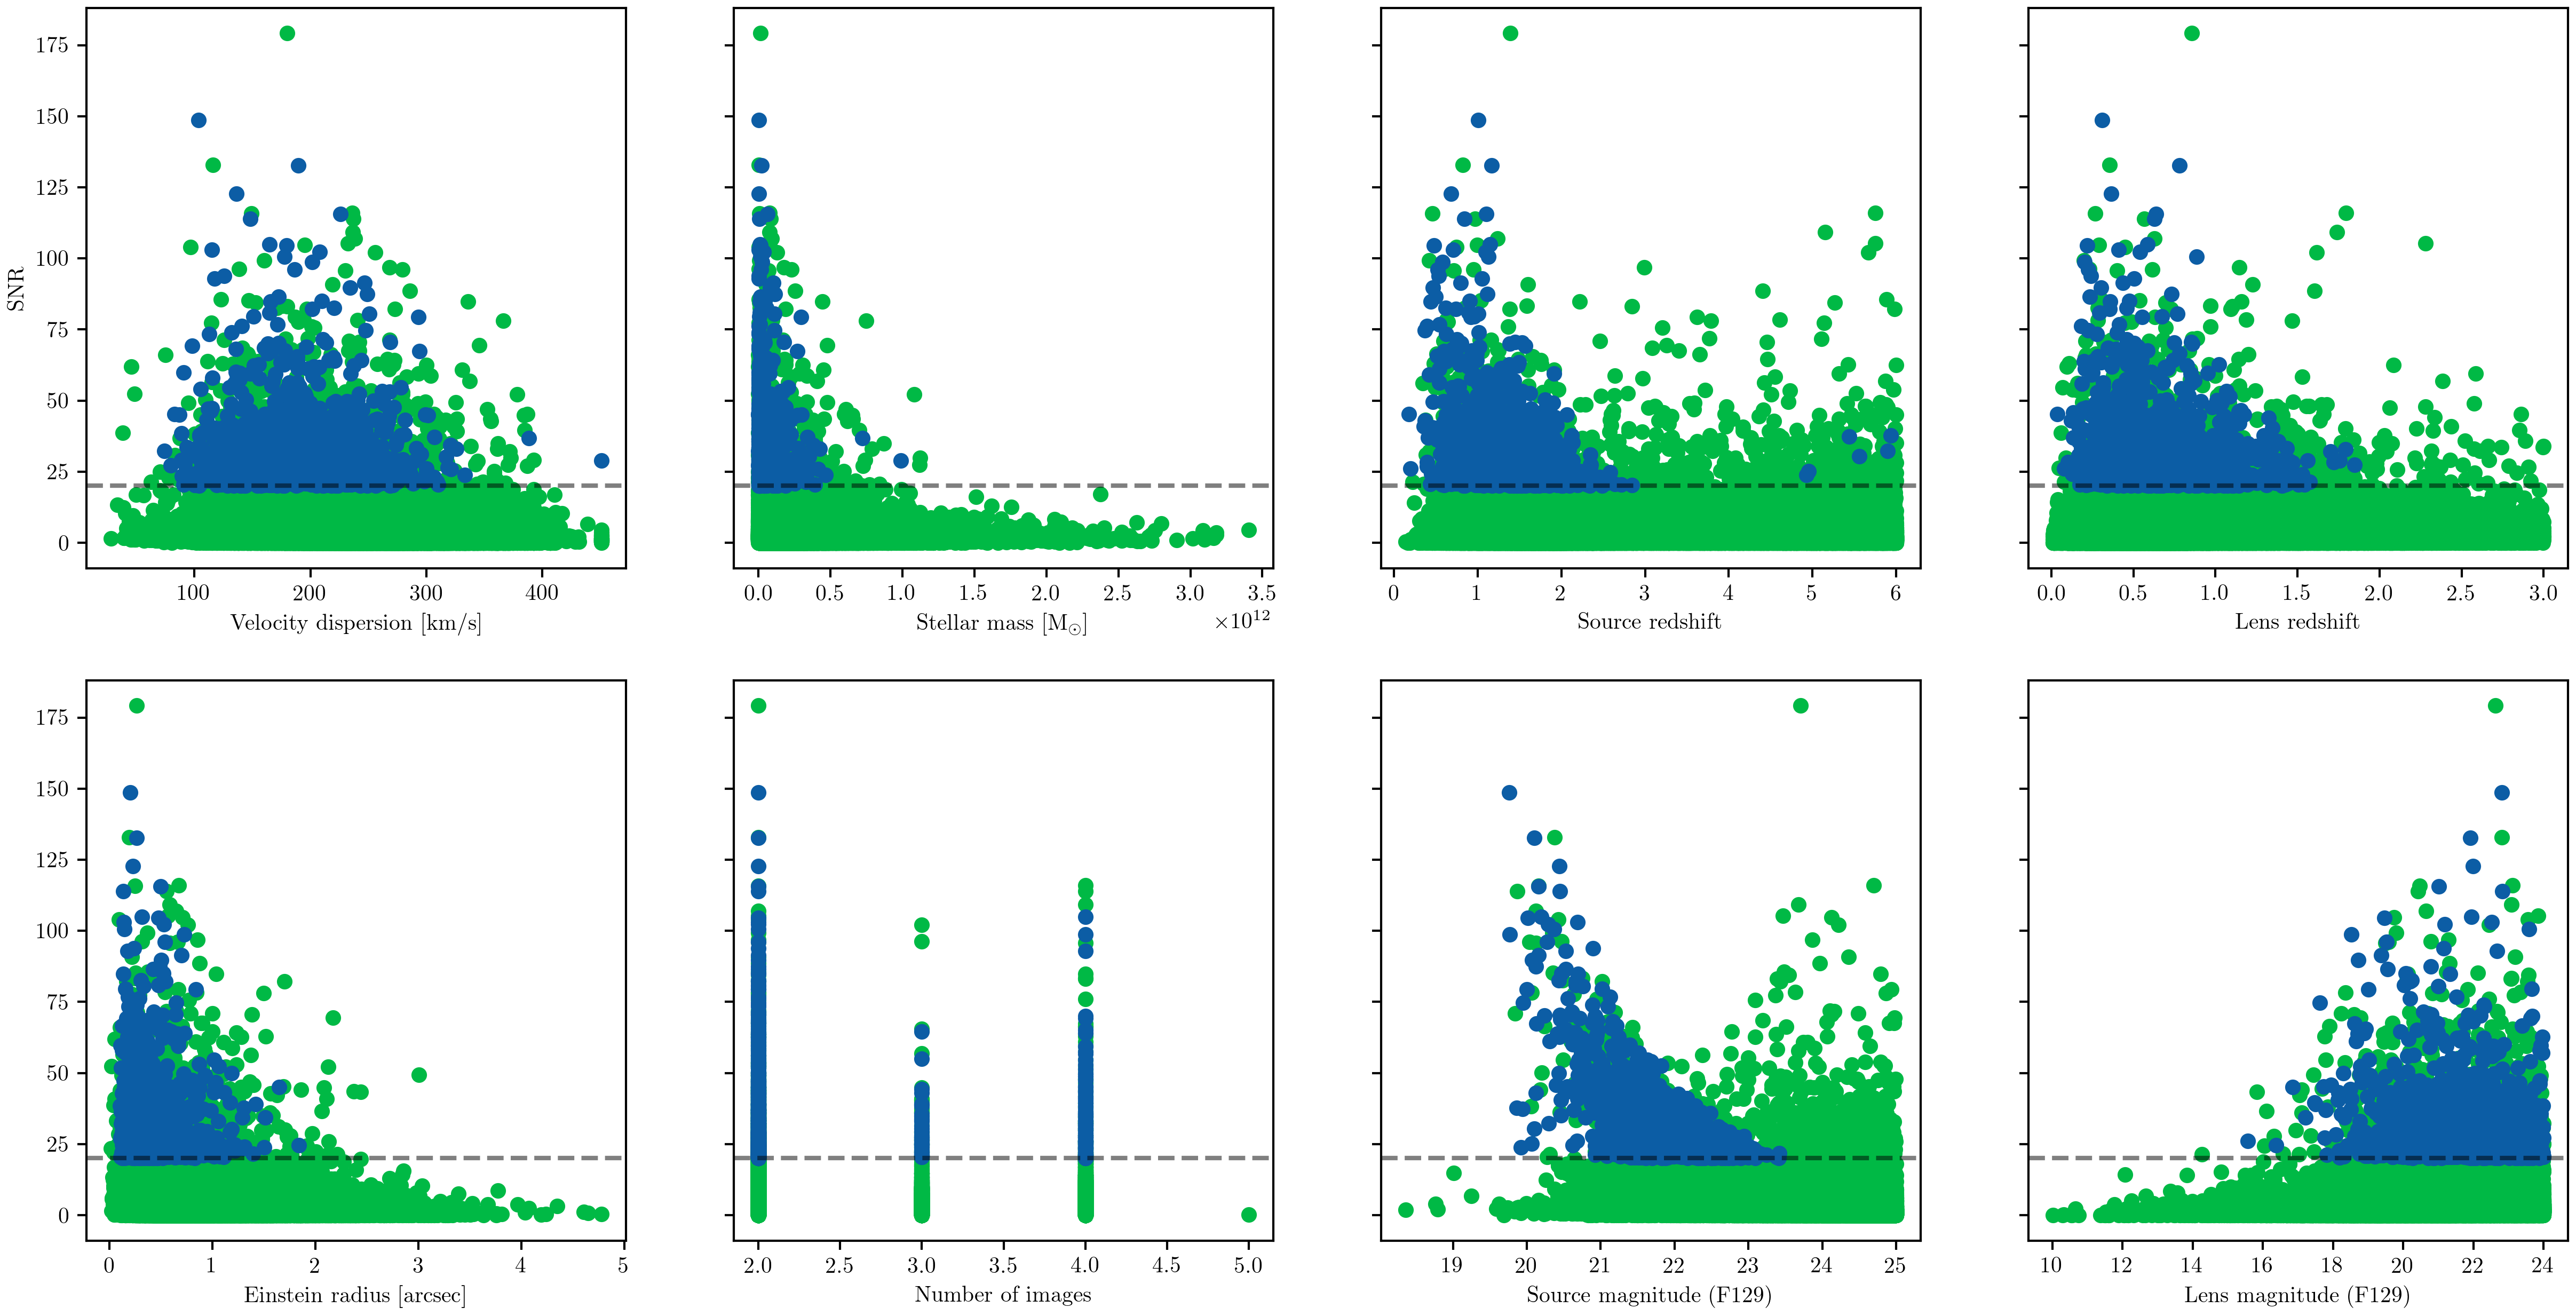 175
150
125
100
75
50
25
0
SNR
100 200 300 400
Velocity dispersion [km/s]
0.0 0.5 1.0 1.5 2.0 2.5 3.0 3.5
Stellar mass [M⊙] ×10¹²
0 1 2 3 4 5 6
Source redshift
0.0 0.5 1.0 1.5 2.0 2.5 3.0
Lens redshift
175
150
125
100
75
50
25
0
0 1 2 3 4 5
Einstein radius [arcsec]
2.0 2.5 3.0 3.5 4.0 4.5 5.0
Number of images
19 20 21 22 23 24 25
Source magnitude (F129)
10 12 14 16 18 20 22 24
Lens magnitude (F129)